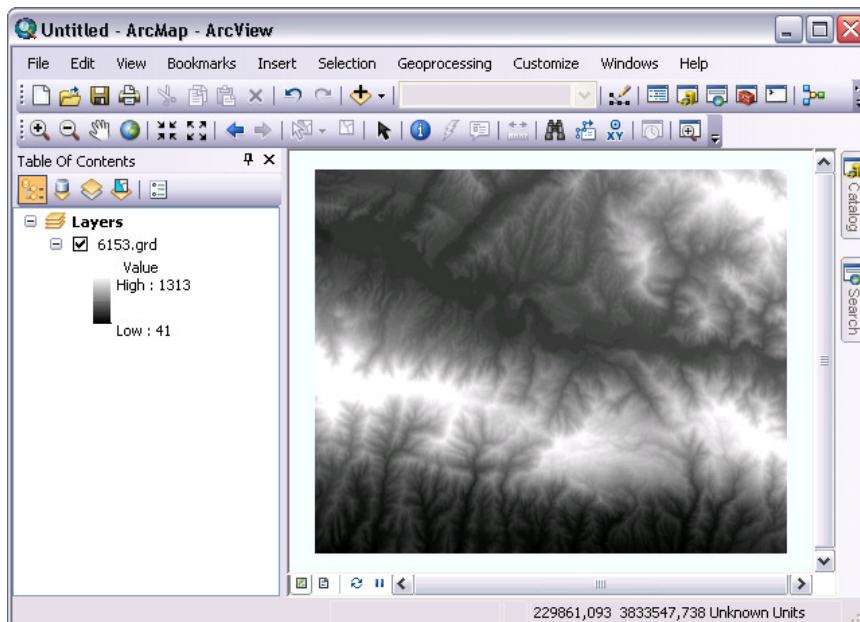 Untitled - ArcMap - ArcView
File Edit View Bookmarks Insert Selection Geoprocessing Customize Windows Help
XY
Table Of Contents
Layers
6153.grd
Value
High : 1313
Low : 41
Catalog
Search
229861,093 3833547,738 Unknown Units